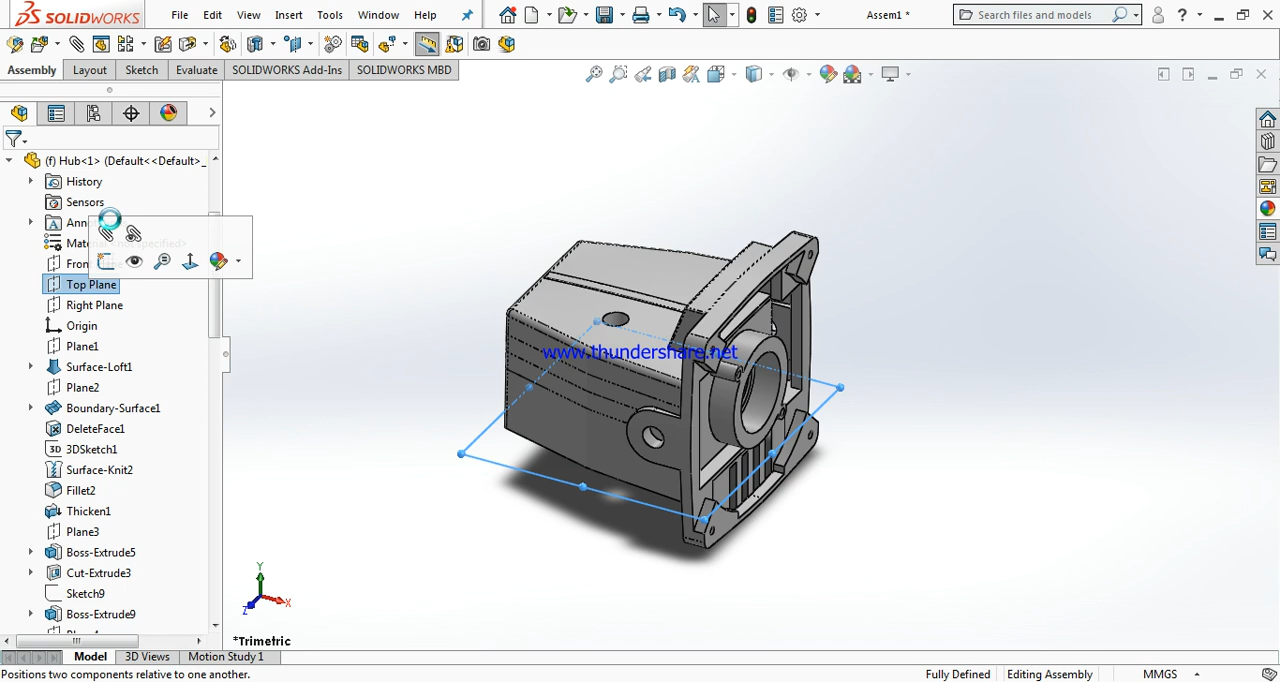 SOLIDWORKS
File Edit View Insert Tools Window Help
Assem1 *
Search files and models
Assembly Layout Sketch Evaluate SOLIDWORKS Add-Ins SOLIDWORKS MBD
(f) Hub<1> (Default<<Default>_
History
Sensors
Top Plane
Right Plane
Origin
Plane1
Surface-Loft1
Plane2
Boundary-Surface1
DeleteFace1
3D 3DSketch1
Surface-Knit2
Fillet2
Thicken1
Plane3
Boss-Extrude5
Cut-Extrude3
Sketch9
Boss-Extrude9
www.thundershare.net
Y
X
Z
*Trimetric
Model 3D Views Motion Study 1
Positions two components relative to one another.
Fully Defined Editing Assembly MMGS